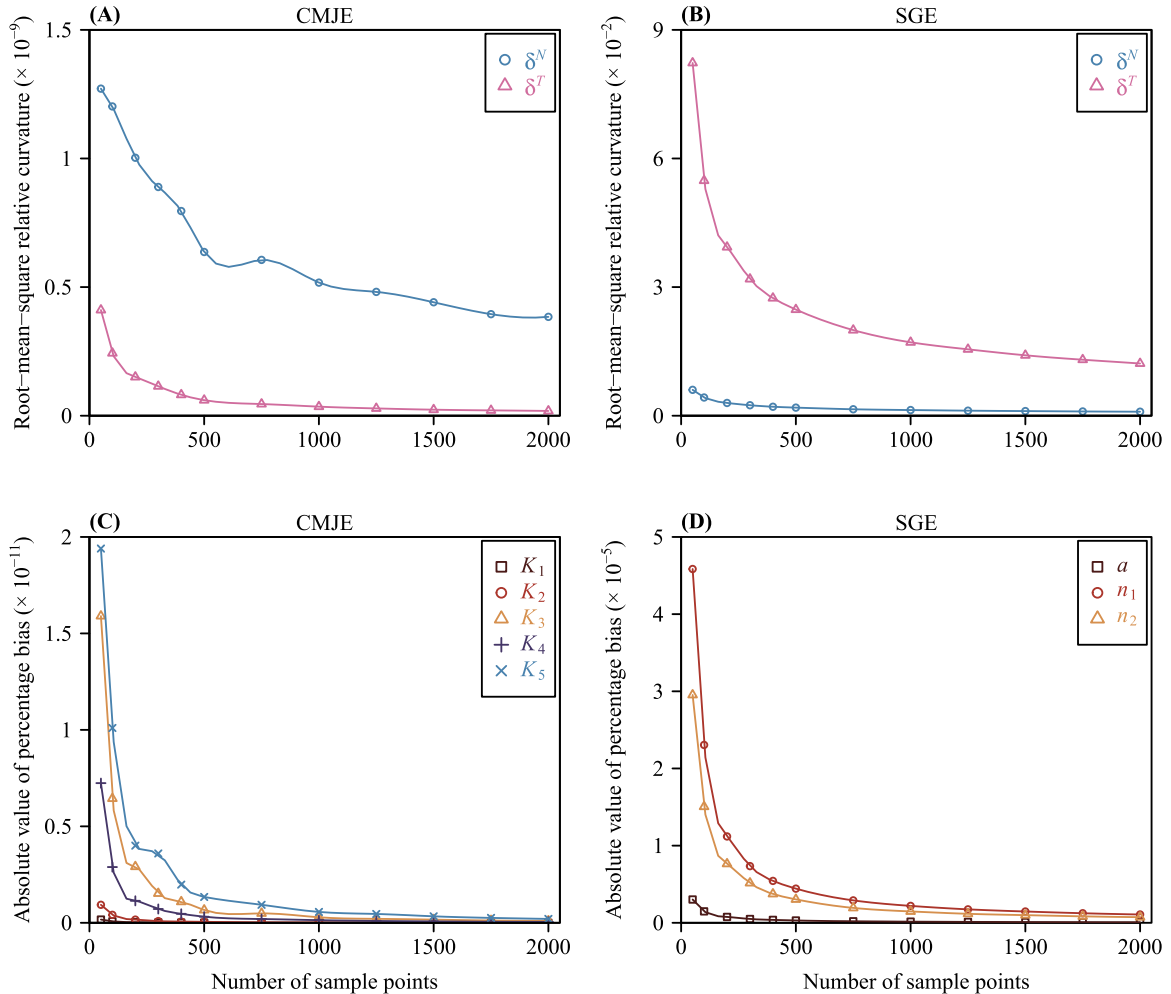 (A) CMJE
Root−mean−square relative curvature (× 10⁻⁹)
1.5
1
0.5
0
0 500 1000 1500 2000
δᴺ
δᵀ
(B) SGE
Root−mean−square relative curvature (× 10⁻²)
9
6
3
0
0 500 1000 1500 2000
δᴺ
δᵀ
(C) CMJE
Absolute value of percentage bias (× 10⁻¹¹)
2
1.5
1
0.5
0
0 500 1000 1500 2000
Number of sample points
K₁
K₂
K₃
K₄
K₅
(D) SGE
Absolute value of percentage bias (× 10⁻⁵)
5
4
3
2
1
0
0 500 1000 1500 2000
Number of sample points
a
n₁
n₂